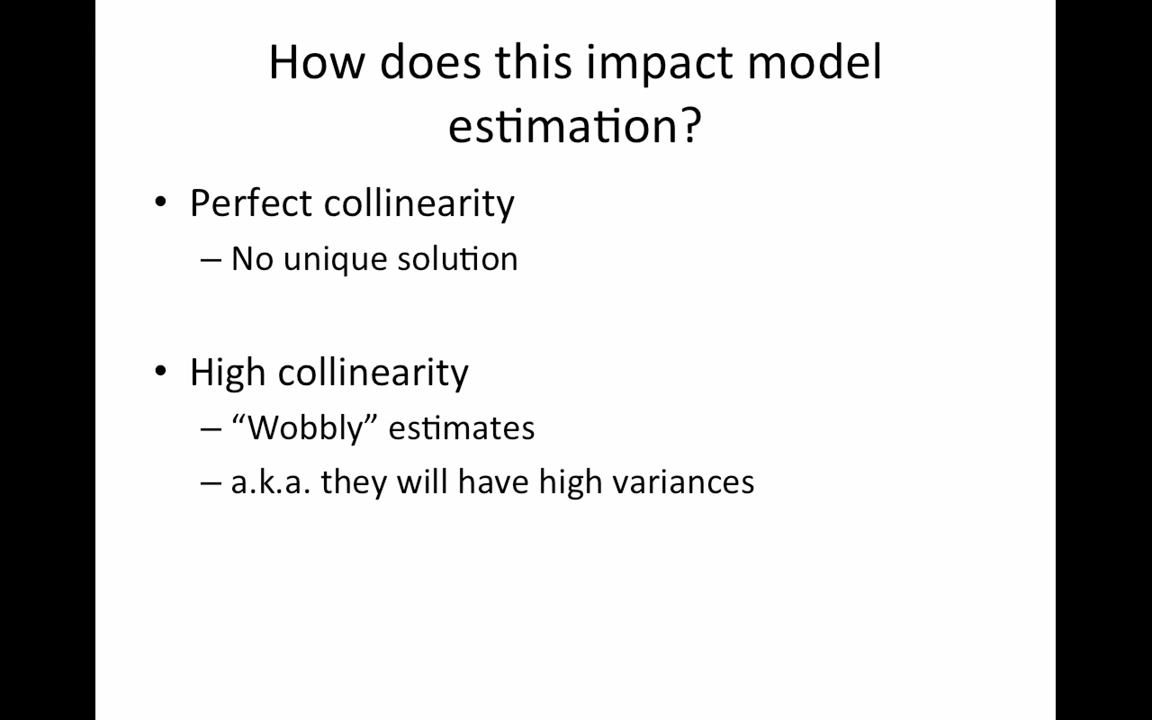 How does this impact model
estimation?
• Perfect collinearity
– No unique solution
• High collinearity
– “Wobbly” estimates
– a.k.a. they will have high variances